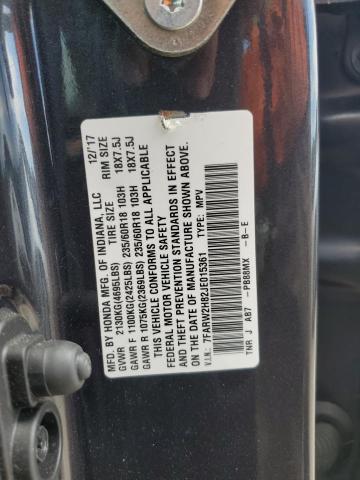 MFD. BY HONDA MFG. OF INDIANA, LLC 12/'17
TIRE SIZE RIM SIZE
GVWR 2130KG(4695LBS)
GAWR F 1100KG(2425LBS) 235/60R18 103H 18X7.5J
GAWR R 1075KG(2369LBS) 235/60R18 103H 18X7.5J
THIS VEHICLE CONFORMS TO ALL APPLICABLE
FEDERAL MOTOR VEHICLE SAFETY STANDARDS IN EFFECT
AND THEFT PREVENTION STANDARDS IN EFFECT
ON THE DATE OF MANUFACTURE SHOWN ABOVE.
V.I.N.: 7FARW2H82JE015361 TYPE: MPV
TNR J A87 -PB88MX -B-E